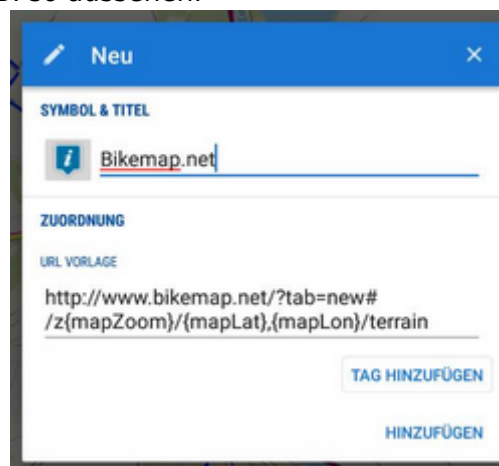 Neu
SYMBOL & TITEL
Bikemap.net
ZUORDNUNG
URL VORLAGE
http://www.bikemap.net/?tab=new#
/z{mapZoom}/{mapLat},{mapLon}/terrain
TAG HINZUFÜGEN
HINZUFÜGEN